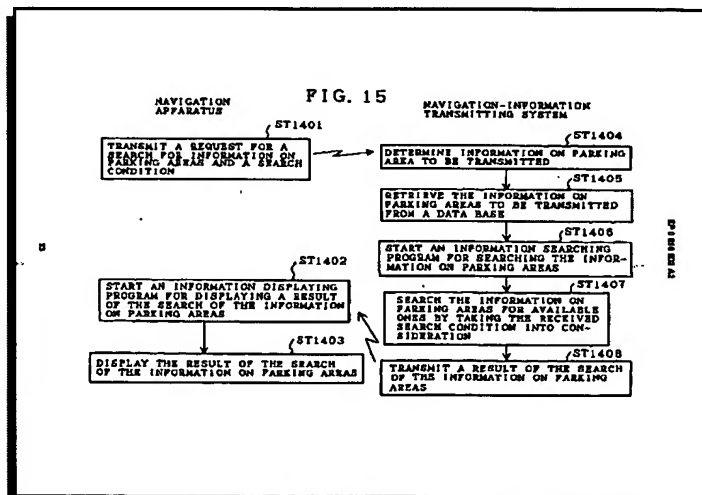 FIG. 15
NAVIGATION
APPARATUS
NAVIGATION-INFORMATION
TRANSMITTING SYSTEM
ST1401
TRANSMIT A REQUEST FOR A
SEARCH FOR INFORMATION ON
PARKING AREAS AND A SEARCH
CONDITION
ST1404
DETERMINE INFORMATION ON PARKING
AREA TO BE TRANSMITTED
ST1405
RETRIEVE THE INFORMATION ON
PARKING AREAS TO BE TRANSMITTED
FROM A DATA BASE
ST1406
START AN INFORMATION SEARCHING
PROGRAM FOR SEARCHING THE INFOR-
MATION ON PARKING AREAS
ST1407
SEARCH THE INFORMATION ON
PARKING AREAS FOR AVAILABLE
ONES BY TAKING THE RECEIVED
SEARCH CONDITION INTO CON-
SIDERATION
ST1408
TRANSMIT A RESULT OF THE SEARCH
OF THE INFORMATION ON PARKING
AREAS
ST1402
START AN INFORMATION DISPLAYING
PROGRAM FOR DISPLAYING A RESULT
OF THE SEARCH OF THE INFORMATION
ON PARKING AREAS
ST1403
DISPLAY THE RESULT OF THE SEARCH
OF THE INFORMATION ON PARKING AREAS